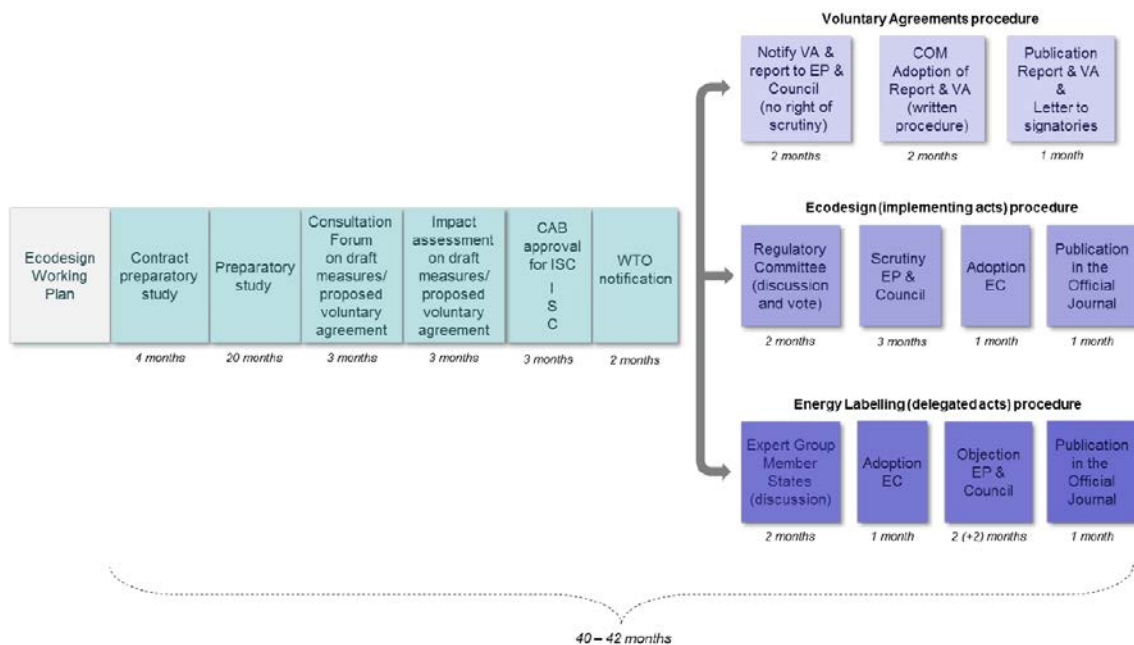 Voluntary Agreements procedure
Notify VA &
report to EP &
Council
(no right of
scrutiny)
2 months
COM
Adoption of
Report & VA
(written
procedure)
2 months
Publication
Report & VA
&
Letter to
signatories
1 month
Ecodesign
Working
Plan
Contract
preparatory
study
4 months
Preparatory
study
20 months
Consultation
Forum
on draft
measures/
proposed
voluntary
agreement
3 months
Impact
assessment
on draft
measures/
proposed
voluntary
agreement
3 months
CAB
approval
for ISC
I
S
C
3 months
WTO
notification
2 months
Ecodesign (implementing acts) procedure
Regulatory
Committee
(discussion
and vote)
2 months
Scrutiny
EP &
Council
3 months
Adoption
EC
1 month
Publication
in the
Official
Journal
1 month
Energy Labelling (delegated acts) procedure
Expert Group
Member
States
(discussion)
2 months
Adoption
EC
1 month
Objection
EP &
Council
2 (+2) months
Publication
in the
Official
Journal
1 month
40 – 42 months